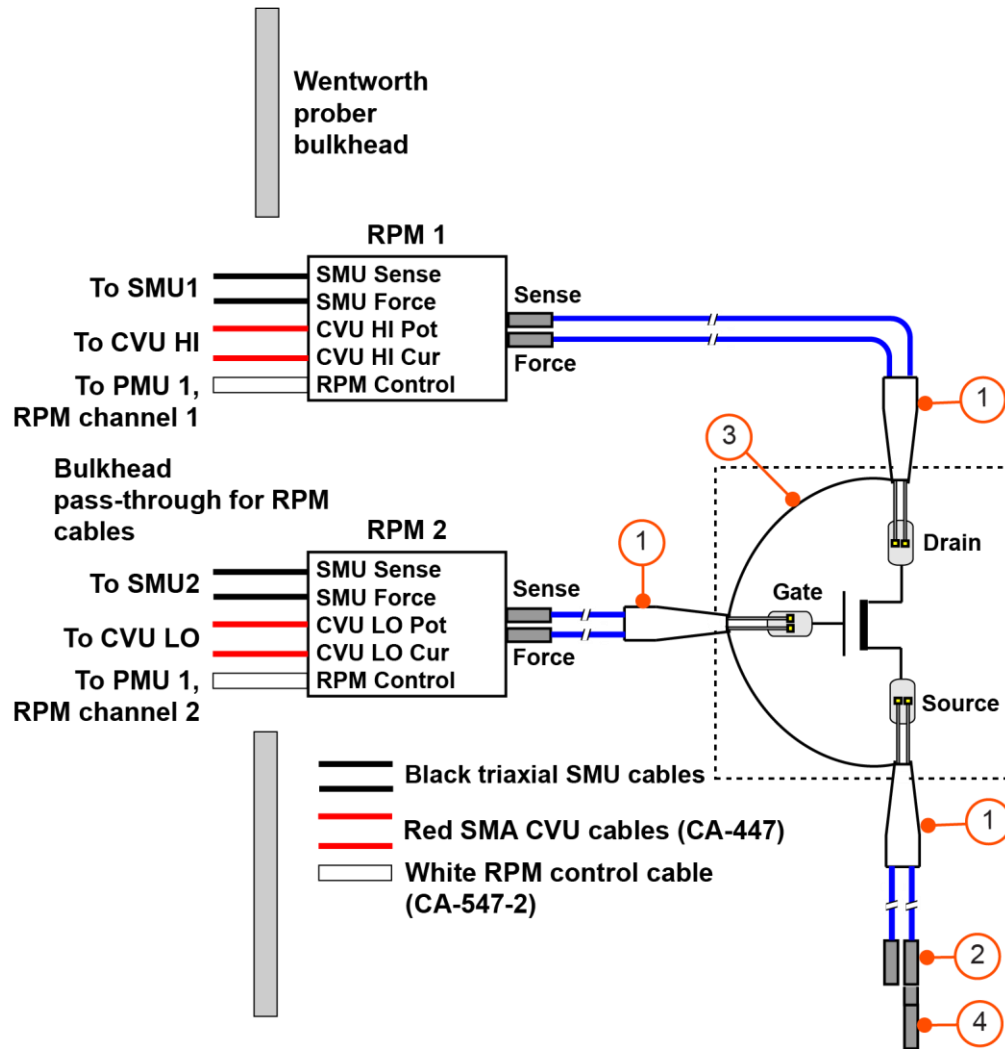 Wentworth
prober
bulkhead
RPM 1
To SMU1
SMU Sense
SMU Force
To CVU HI
CVU HI Pot
CVU HI Cur
To PMU 1,
RPM channel 1
RPM Control
Sense
Force
1
3
Bulkhead
pass-through for RPM
cables
RPM 2
To SMU2
SMU Sense
SMU Force
To CVU LO
CVU LO Pot
CVU LO Cur
To PMU 1,
RPM channel 2
RPM Control
Sense
Force
1
Gate
Drain
Source
Black triaxial SMU cables
Red SMA CVU cables (CA-447)
White RPM control cable
(CA-547-2)
1
2
4